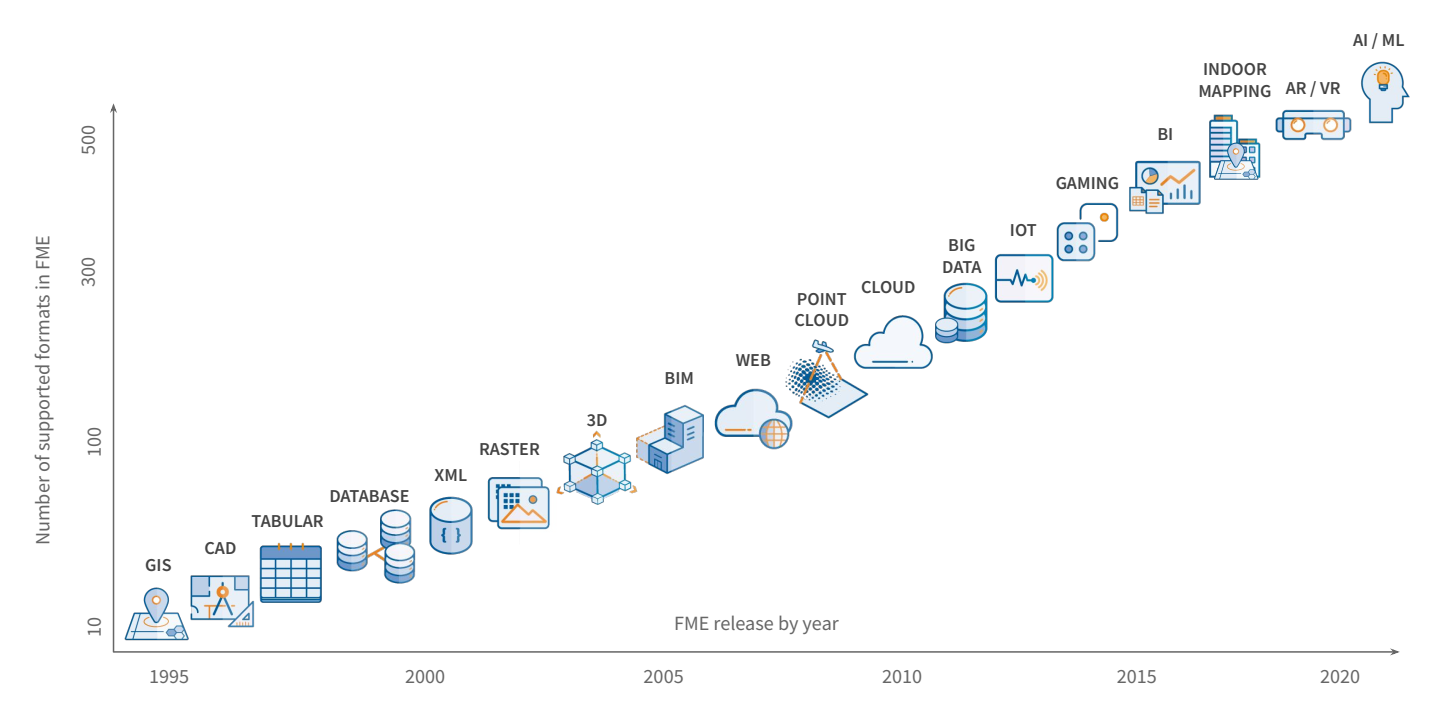 AI / ML
INDOOR
MAPPING
AR / VR
BI
GAMING
IOT
BIG
DATA
CLOUD
POINT
CLOUD
WEB
BIM
3D
RASTER
XML
DATABASE
TABULAR
CAD
GIS
{ }
Number of supported formats in FME
500
300
100
10
FME release by year
1995
2000
2005
2010
2015
2020